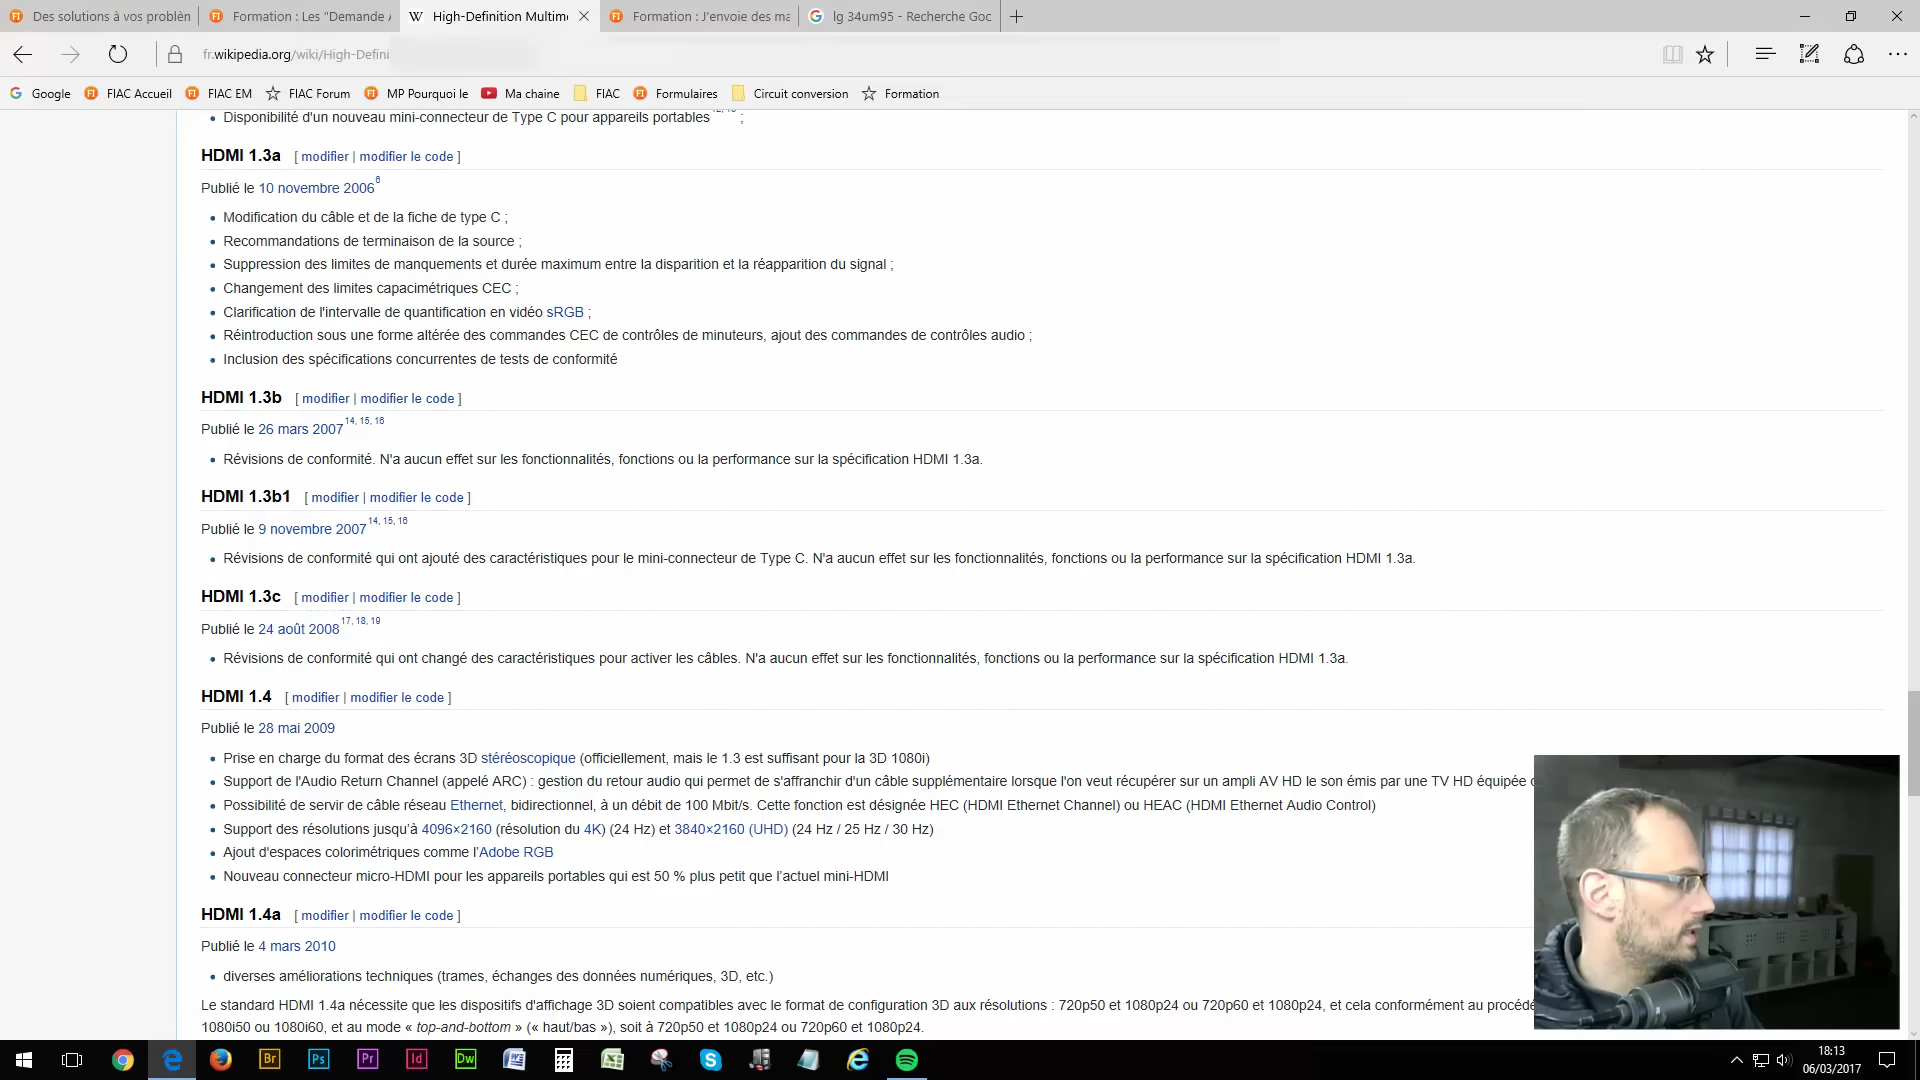 Des solutions à vos problèn
Formation : Les "Demande A
High-Definition Multime
Formation : J'envoie des ma
lg 34um95 - Recherche Goc
fr.wikipedia.org/wiki/High-Defini
Google
FIAC Accueil
FIAC EM
FIAC Forum
MP Pourquoi le
Ma chaine
FIAC
Formulaires
Circuit conversion
Formation
Disponibilité d'un nouveau mini-connecteur de Type C pour appareils portables ;
HDMI 1.3a [ modifier | modifier le code ]
Publié le 10 novembre 2006 6
Modification du câble et de la fiche de type C ;
Recommandations de terminaison de la source ;
Suppression des limites de manquements et durée maximum entre la disparition et la réapparition du signal ;
Changement des limites capacimétriques CEC ;
Clarification de l'intervalle de quantification en vidéo sRGB ;
Réintroduction sous une forme altérée des commandes CEC de contrôles de minuteurs, ajout des commandes de contrôles audio ;
Inclusion des spécifications concurrentes de tests de conformité
HDMI 1.3b [ modifier | modifier le code ]
Publié le 26 mars 2007 14, 15, 16
Révisions de conformité. N'a aucun effet sur les fonctionnalités, fonctions ou la performance sur la spécification HDMI 1.3a.
HDMI 1.3b1 [ modifier | modifier le code ]
Publié le 9 novembre 2007 14, 15, 16
Révisions de conformité qui ont ajouté des caractéristiques pour le mini-connecteur de Type C. N'a aucun effet sur les fonctionnalités, fonctions ou la performance sur la spécification HDMI 1.3a.
HDMI 1.3c [ modifier | modifier le code ]
Publié le 24 août 2008 17, 18, 19
Révisions de conformité qui ont changé des caractéristiques pour activer les câbles. N'a aucun effet sur les fonctionnalités, fonctions ou la performance sur la spécification HDMI 1.3a.
HDMI 1.4 [ modifier | modifier le code ]
Publié le 28 mai 2009
Prise en charge du format des écrans 3D stéréoscopique (officiellement, mais le 1.3 est suffisant pour la 3D 1080i)
Support de l'Audio Return Channel (appelé ARC) : gestion du retour audio qui permet de s'affranchir d'un câble supplémentaire lorsque l'on veut récupérer sur un ampli AV HD le son émis par une TV HD équipée
Possibilité de servir de câble réseau Ethernet, bidirectionnel, à un débit de 100 Mbit/s. Cette fonction est désignée HEC (HDMI Ethernet Channel) ou HEAC (HDMI Ethernet Audio Control)
Support des résolutions jusqu'à 4096×2160 (résolution du 4K) (24 Hz) et 3840×2160 (UHD) (24 Hz / 25 Hz / 30 Hz)
Ajout d'espaces colorimétriques comme l'Adobe RGB
Nouveau connecteur micro-HDMI pour les appareils portables qui est 50 % plus petit que l'actuel mini-HDMI
HDMI 1.4a [ modifier | modifier le code ]
Publié le 4 mars 2010
diverses améliorations techniques (trames, échanges des données numériques, 3D, etc.)
Le standard HDMI 1.4a nécessite que les dispositifs d'affichage 3D soient compatibles avec le format de configuration 3D aux résolutions : 720p50 et 1080p24 ou 720p60 et 1080p24, et cela conformément au procédé
1080i50 ou 1080i60, et au mode « top-and-bottom » (« haut/bas »), soit à 720p50 et 1080p24 ou 720p60 et 1080p24.
Br
Ps
Pr
Id
Dw
18:13
06/03/2017